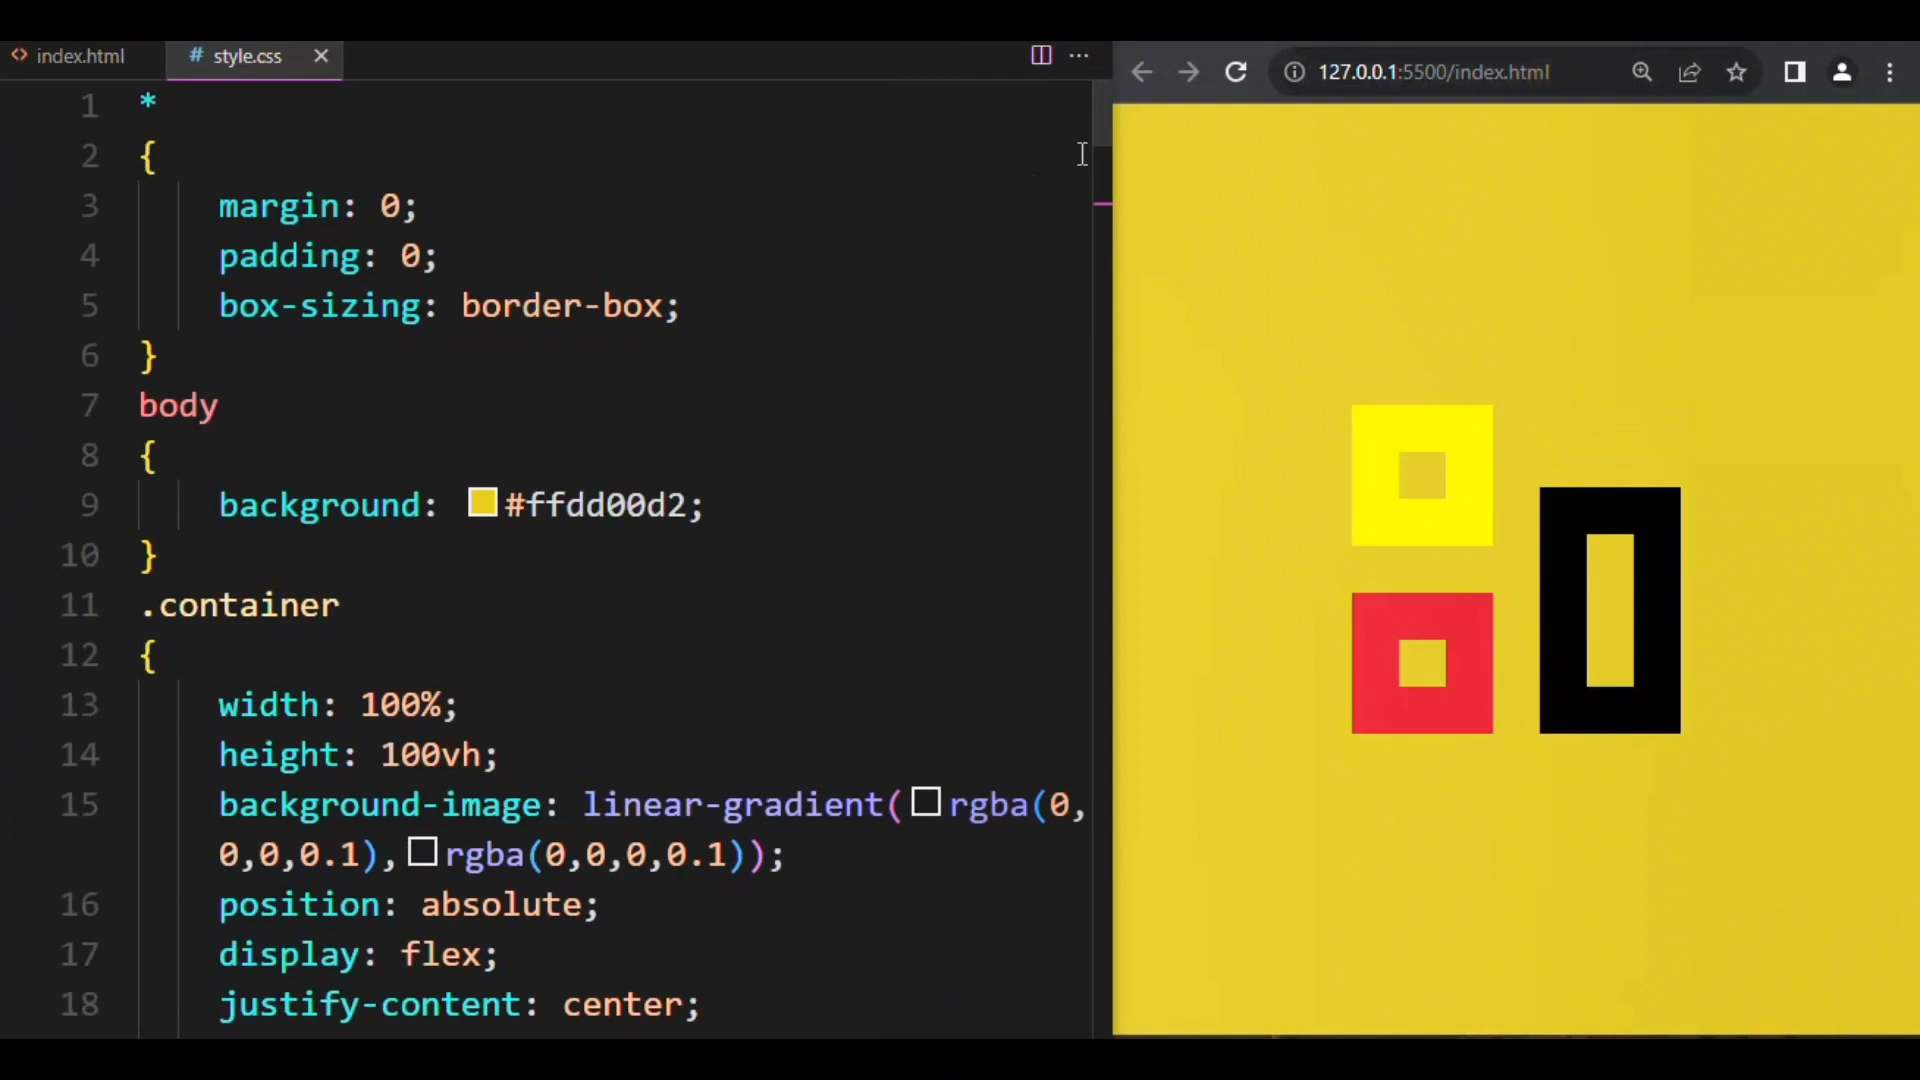 index.html
# style.css
127.0.0.1:5500/index.html
1 *
2 {
3 margin: 0;
4 padding: 0;
5 box-sizing: border-box;
6 }
7 body
8 {
9 background: #ffdd00d2;
10 }
11 .container
12 {
13 width: 100%;
14 height: 100vh;
15 background-image: linear-gradient(rgba(0,
0,0,0.1),rgba(0,0,0,0.1));
16 position: absolute;
17 display: flex;
18 justify-content: center;